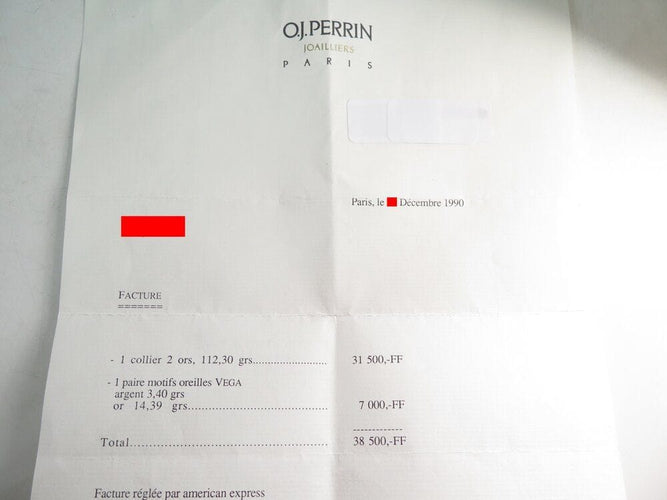 O.J.PERRIN
JOAILLIERS
PARIS
Paris, le Décembre 1990
FACTURE
=======
- 1 collier 2 ors, 112,30 grs....................... 31 500,-FF
- 1 paire motifs oreilles VEGA
argent 3,40 grs
or 14,39 grs........................................... 7 000,-FF
-------------
Total............................................................ 38 500,-FF
Facture réglée par american express